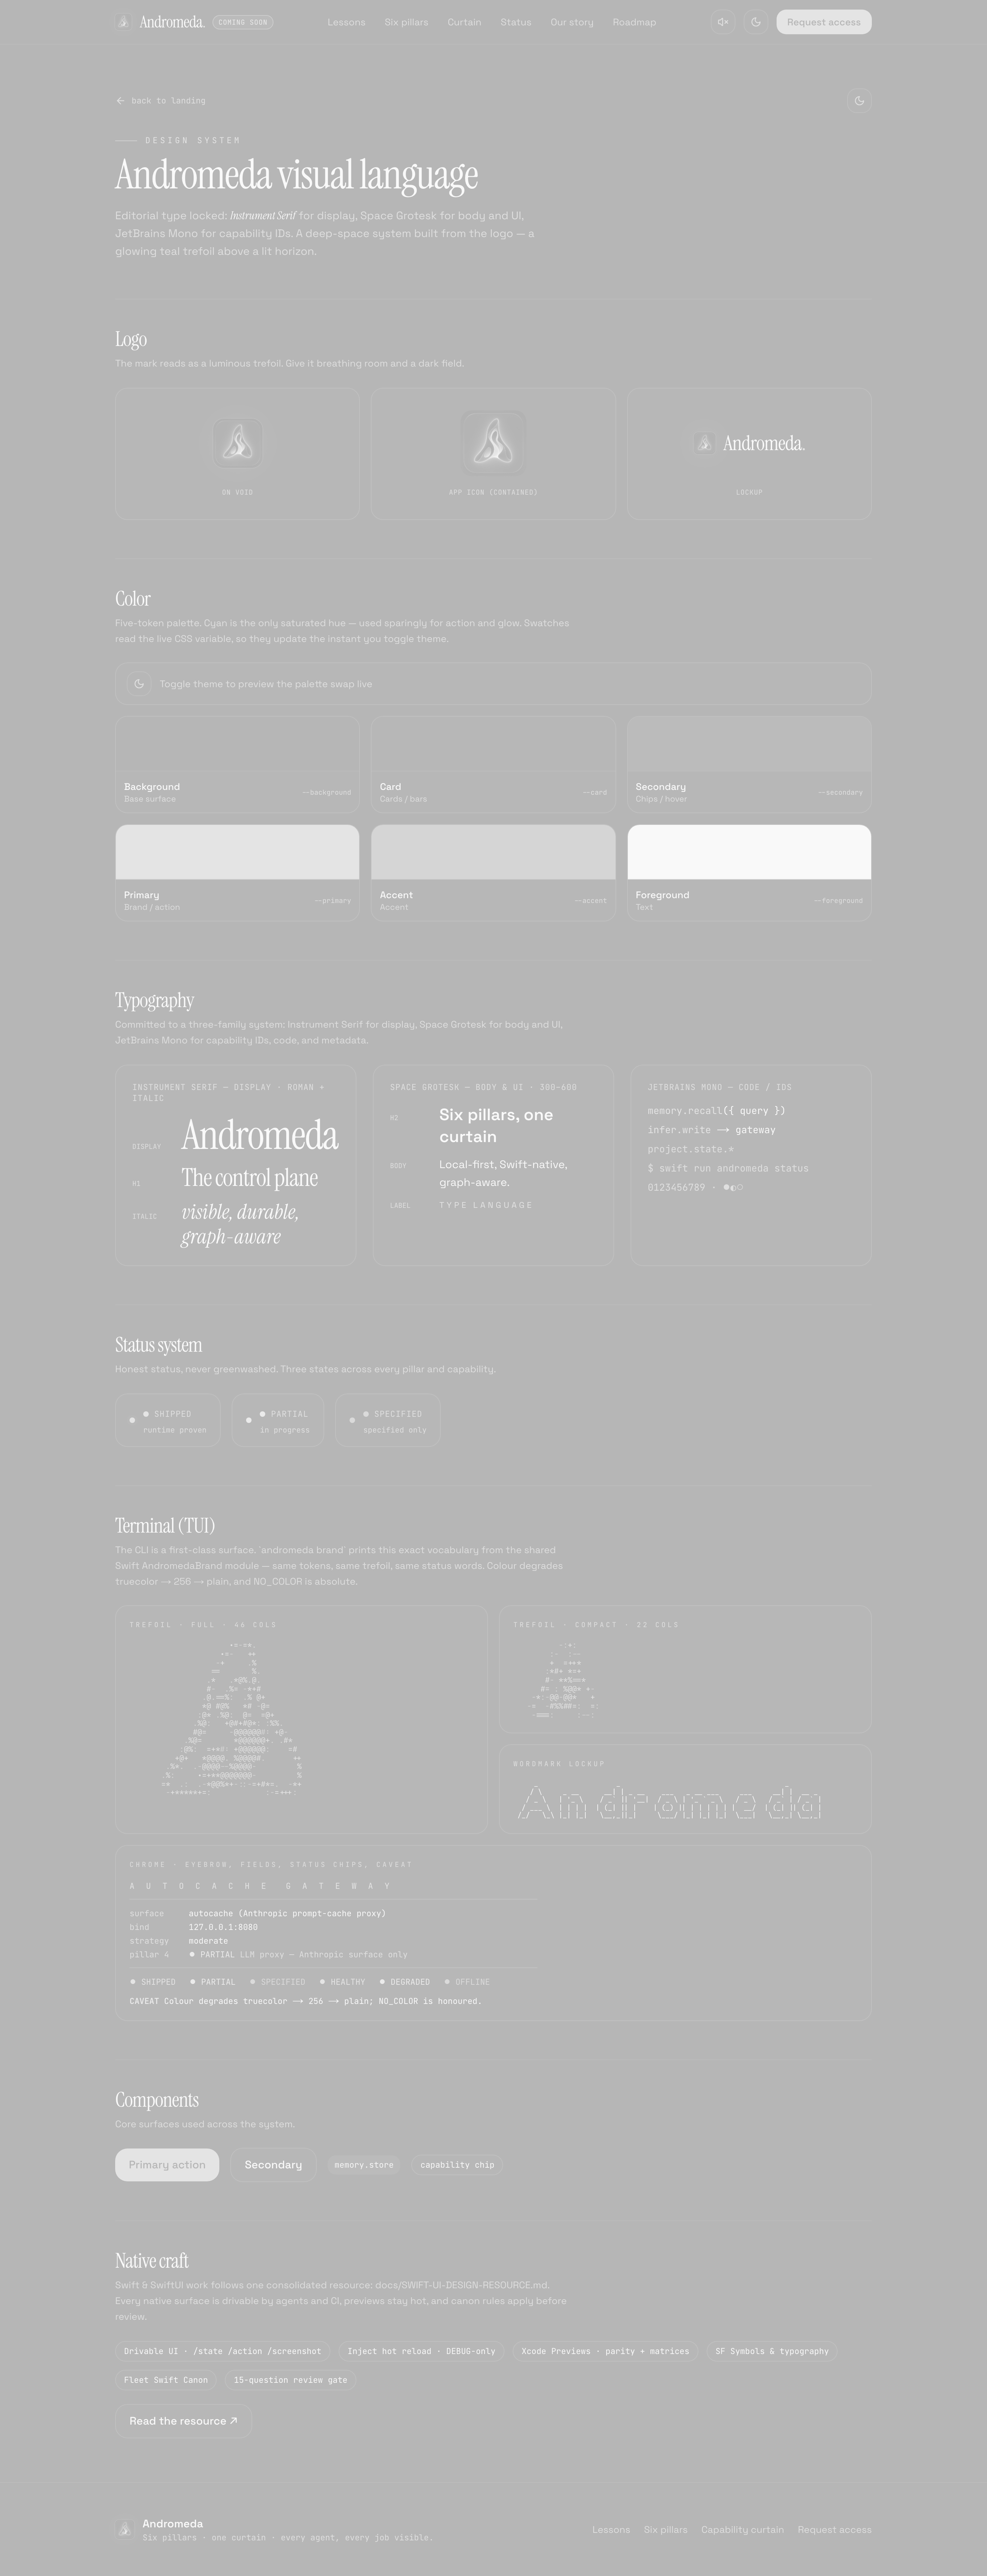 Andromeda. COMING SOON Lessons Six pillars Curtain Status Our story Roadmap Request access
← back to landing
DESIGN SYSTEM
Andromeda visual language
Editorial type locked: Instrument Serif for display, Space Grotesk for body and UI,
JetBrains Mono for capability IDs. A deep-space system built from the logo — a
glowing teal trefoil above a lit horizon.
Logo
The mark reads as a luminous trefoil. Give it breathing room and a dark field.
Andromeda.
ON VOID
APP ICON (CONTAINED)
LOCKUP
Color
Five-token palette. Cyan is the only saturated hue — used sparingly for action and glow. Swatches
read the live CSS variable, so they update the instant you toggle theme.
Toggle theme to preview the palette swap live
Background
Base surface
--background
Card
Cards / bars
--card
Secondary
Chips / hover
--secondary
Primary
Brand / action
--primary
Accent
Accent
--accent
Foreground
Text
--foreground
Typography
Committed to a three-family system: Instrument Serif for display, Space Grotesk for body and UI,
JetBrains Mono for capability IDs, code, and metadata.
INSTRUMENT SERIF — DISPLAY · ROMAN +
ITALIC
DISPLAY Andromeda
H1 The control plane
ITALIC visible, durable,
graph-aware
SPACE GROTESK — BODY & UI · 300–600
H2 Six pillars, one
curtain
BODY Local-first, Swift-native,
graph-aware.
LABEL TYPE LANGUAGE
JETBRAINS MONO — CODE / IDS
memory.recall({ query })
infer.write → gateway
project.state.*
$ swift run andromeda status
0123456789 · ●◐○
Status system
Honest status, never greenwashed. Three states across every pillar and capability.
● SHIPPED
runtime proven
● PARTIAL
in progress
● SPECIFIED
specified only
Terminal (TUI)
The CLI is a first-class surface. `andromeda brand` prints this exact vocabulary from the shared
Swift AndromedaBrand module — same tokens, same trefoil, same status words. Colour degrades
truecolor → 256 → plain, and NO_COLOR is absolute.
TREFOIL · FULL · 46 COLS
TREFOIL · COMPACT · 22 COLS
WORDMARK LOCKUP
CHROME · EYEBROW, FIELDS, STATUS CHIPS, CAVEAT
A U T O C A C H E G A T E W A Y
surface autocache (Anthropic prompt-cache proxy)
bind 127.0.0.1:8080
strategy moderate
pillar 4 ● PARTIAL LLM proxy — Anthropic surface only
● SHIPPED ● PARTIAL ● SPECIFIED ● HEALTHY ● DEGRADED ● OFFLINE
CAVEAT Colour degrades truecolor → 256 → plain; NO_COLOR is honoured.
Components
Core surfaces used across the system.
Primary action Secondary memory.store capability chip
Native craft
Swift & SwiftUI work follows one consolidated resource: docs/SWIFT-UI-DESIGN-RESOURCE.md.
Every native surface is drivable by agents and CI, previews stay hot, and canon rules apply before
review.
Drivable UI · /state /action /screenshot Inject hot reload · DEBUG-only Xcode Previews · parity + matrices SF Symbols & typography
Fleet Swift Canon 15-question review gate
Read the resource ↗
Andromeda
Six pillars · one curtain · every agent, every job visible.
Lessons Six pillars Capability curtain Request access